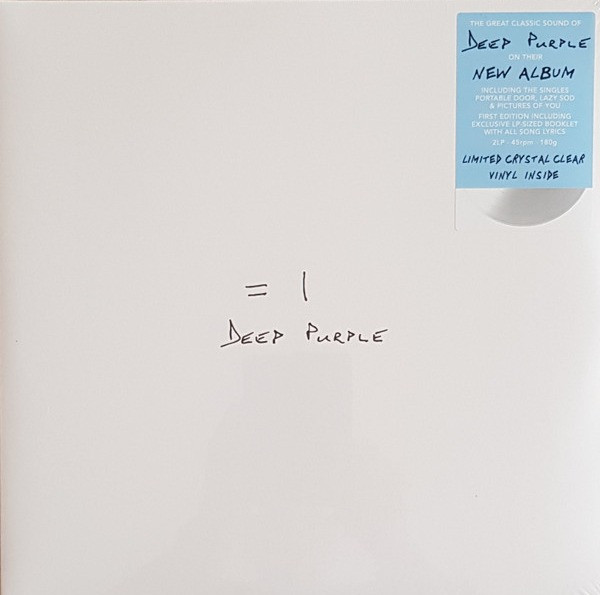 THE GREAT CLASSIC SOUND OF
DEEP PURPLE
ON THEIR
NEW ALBUM
INCLUDING THE SINGLES
PORTABLE DOOR, LAZY SOD
& PICTURES OF YOU
FIRST EDITION INCLUDING
EXCLUSIVE LP-SIZED BOOKLET
WITH ALL SONG LYRICS
2LP · 45rpm · 180g
LIMITED CRYSTAL CLEAR
VINYL INSIDE
= 1
DEEP PURPLE